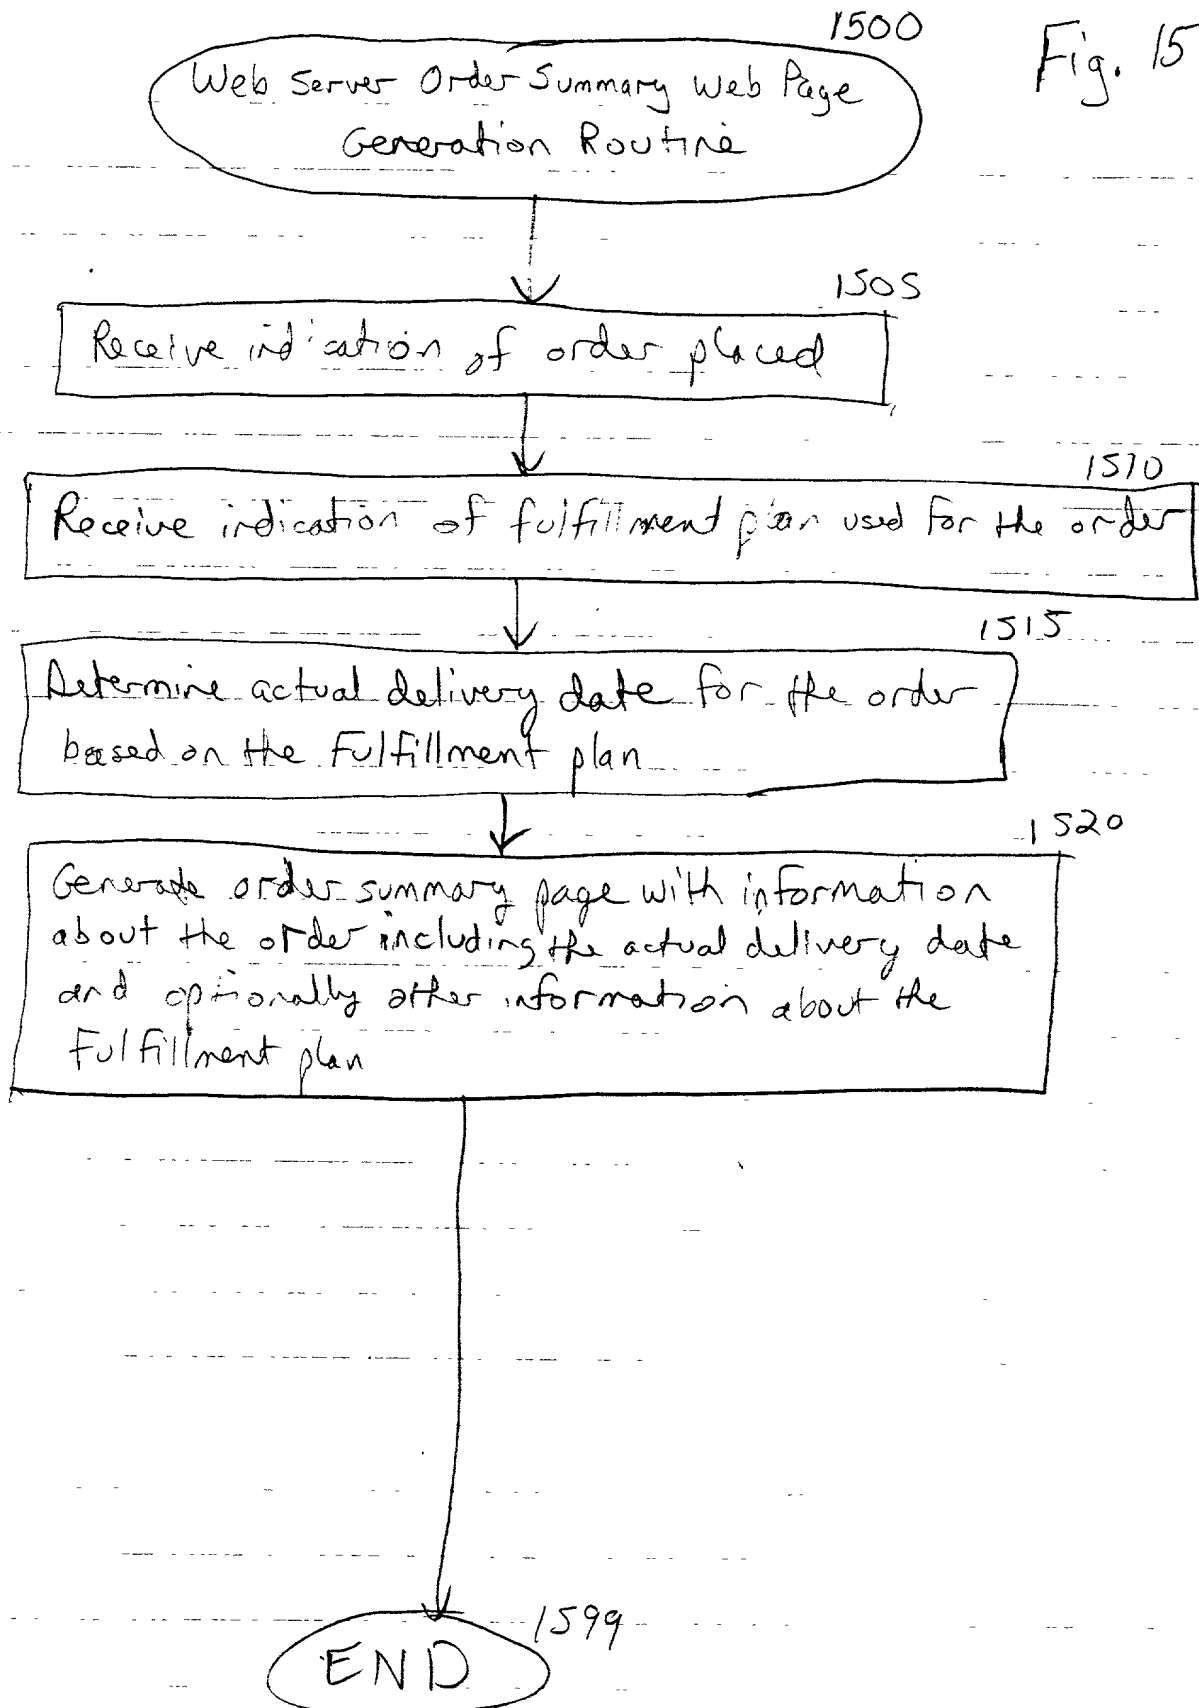 1500
Fig. 15
Web Server Order Summary Web Page
Generation Routine
1505
Receive indication of order placed
1510
Receive indication of fulfillment plan used for the order
1515
Determine actual delivery date for the order
based on the Fulfillment plan
1520
Generate order summary page with information
about the order including the actual delivery date
and optionally other information about the
Fulfillment plan
1599
END